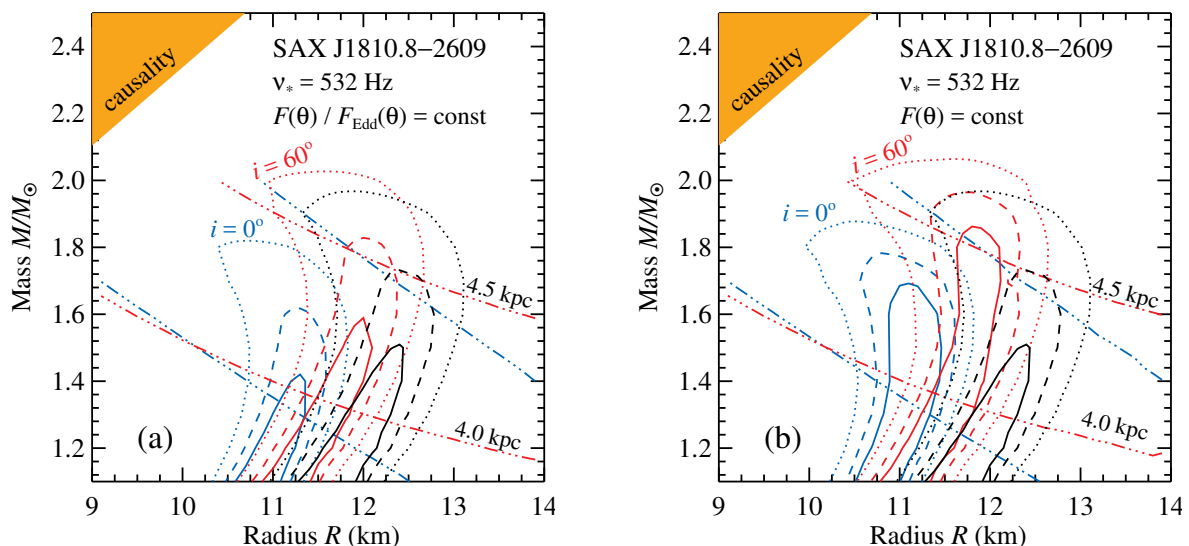 2.4
2.2
2.0
1.8
1.6
1.4
1.2
Mass M/M☉
causality
SAX J1810.8−2609
ν* = 532 Hz
F(θ) / F_Edd(θ) = const
i = 60°
i = 0°
4.5 kpc
4.0 kpc
(a)
9 10 11 12 13 14
Radius R (km)
2.4
2.2
2.0
1.8
1.6
1.4
1.2
Mass M/M☉
causality
SAX J1810.8−2609
ν* = 532 Hz
F(θ) = const
i = 60°
i = 0°
4.5 kpc
4.0 kpc
(b)
9 10 11 12 13 14
Radius R (km)